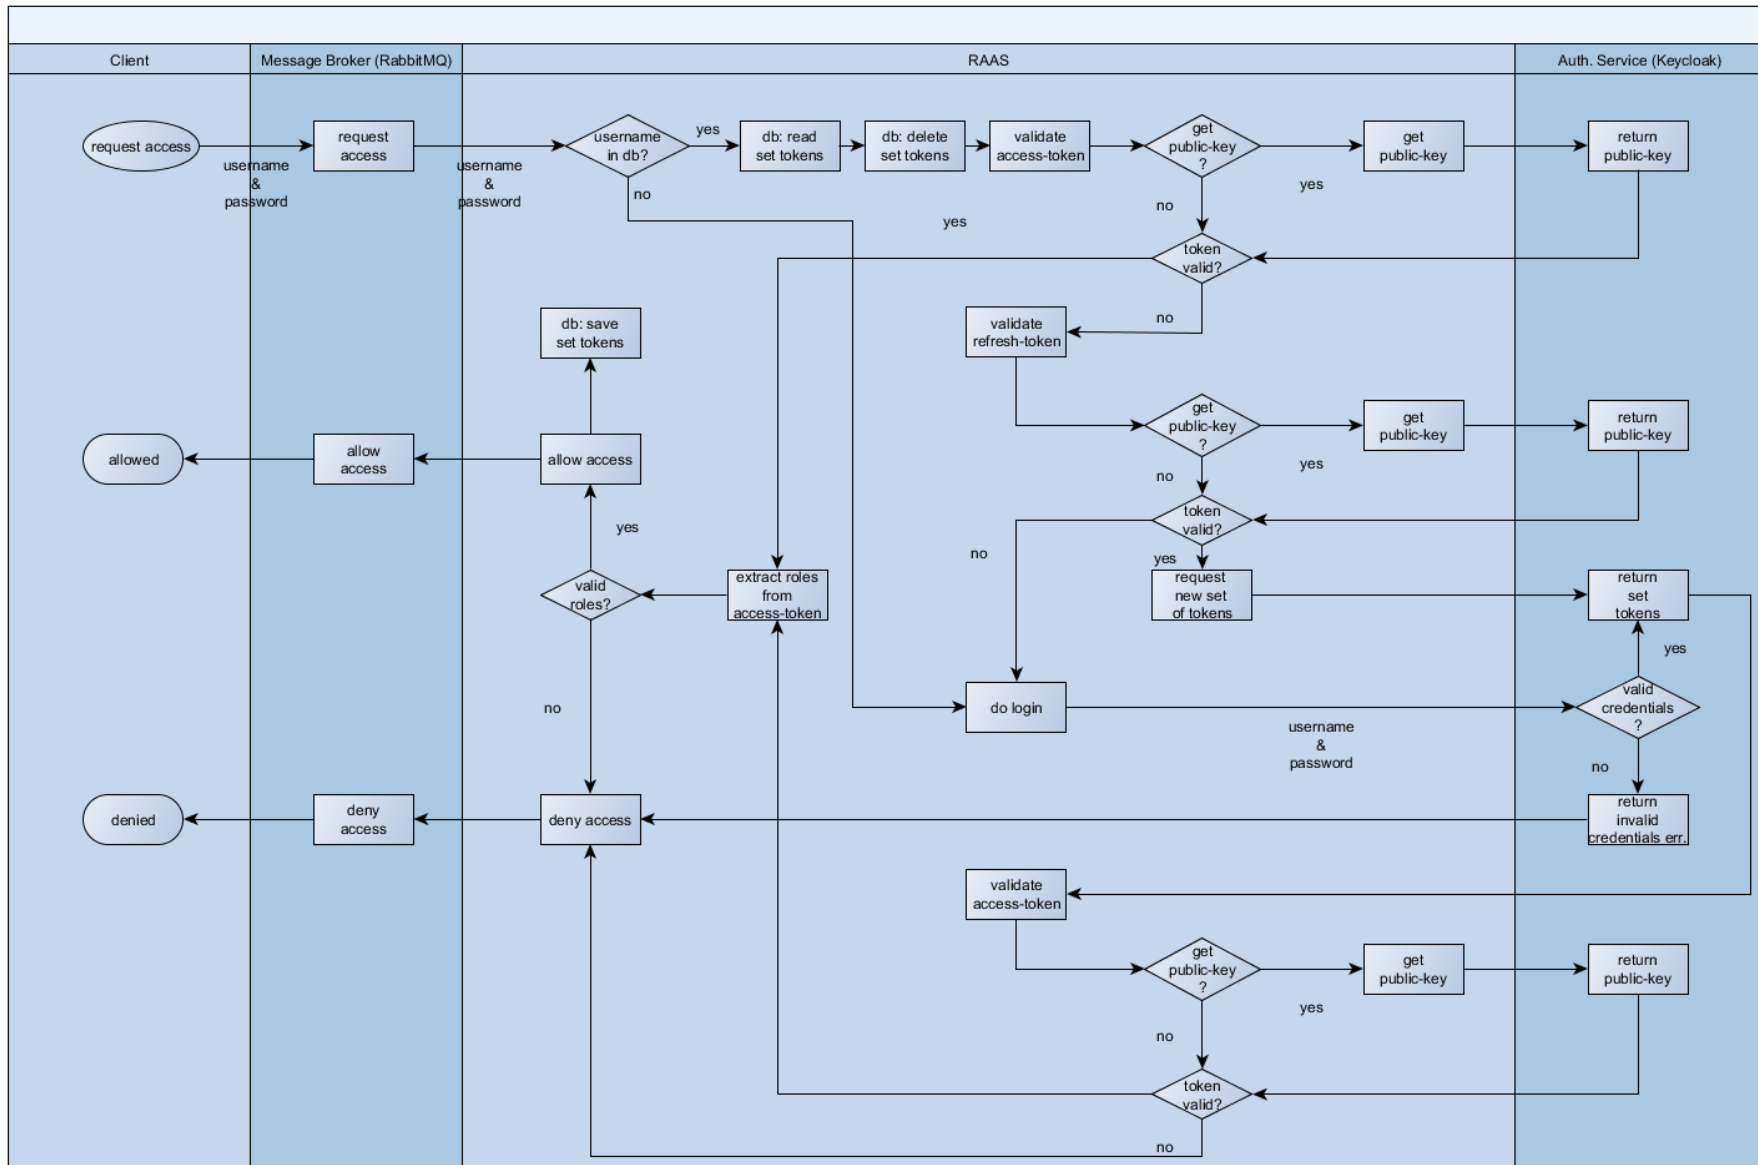 Client
Message Broker (RabbitMQ)
RAAS
Auth. Service (Keycloak)
request access
username
&
password
request
access
username
&
password
username
in db?
yes
no
db: read
set tokens
db: delete
set tokens
validate
access-token
get
public-key
?
yes
no
get
public-key
return
public-key
yes
token
valid?
no
validate
refresh-token
db: save
set tokens
get
public-key
?
yes
no
get
public-key
return
public-key
allowed
allow
access
allow access
yes
token
valid?
no
yes
valid
roles?
extract roles
from
access-token
request
new set
of tokens
return
set
tokens
yes
no
do login
username
&
password
valid
credentials
?
no
denied
deny
access
deny access
return
invalid
credentials err.
validate
access-token
get
public-key
?
yes
no
get
public-key
return
public-key
token
valid?
no